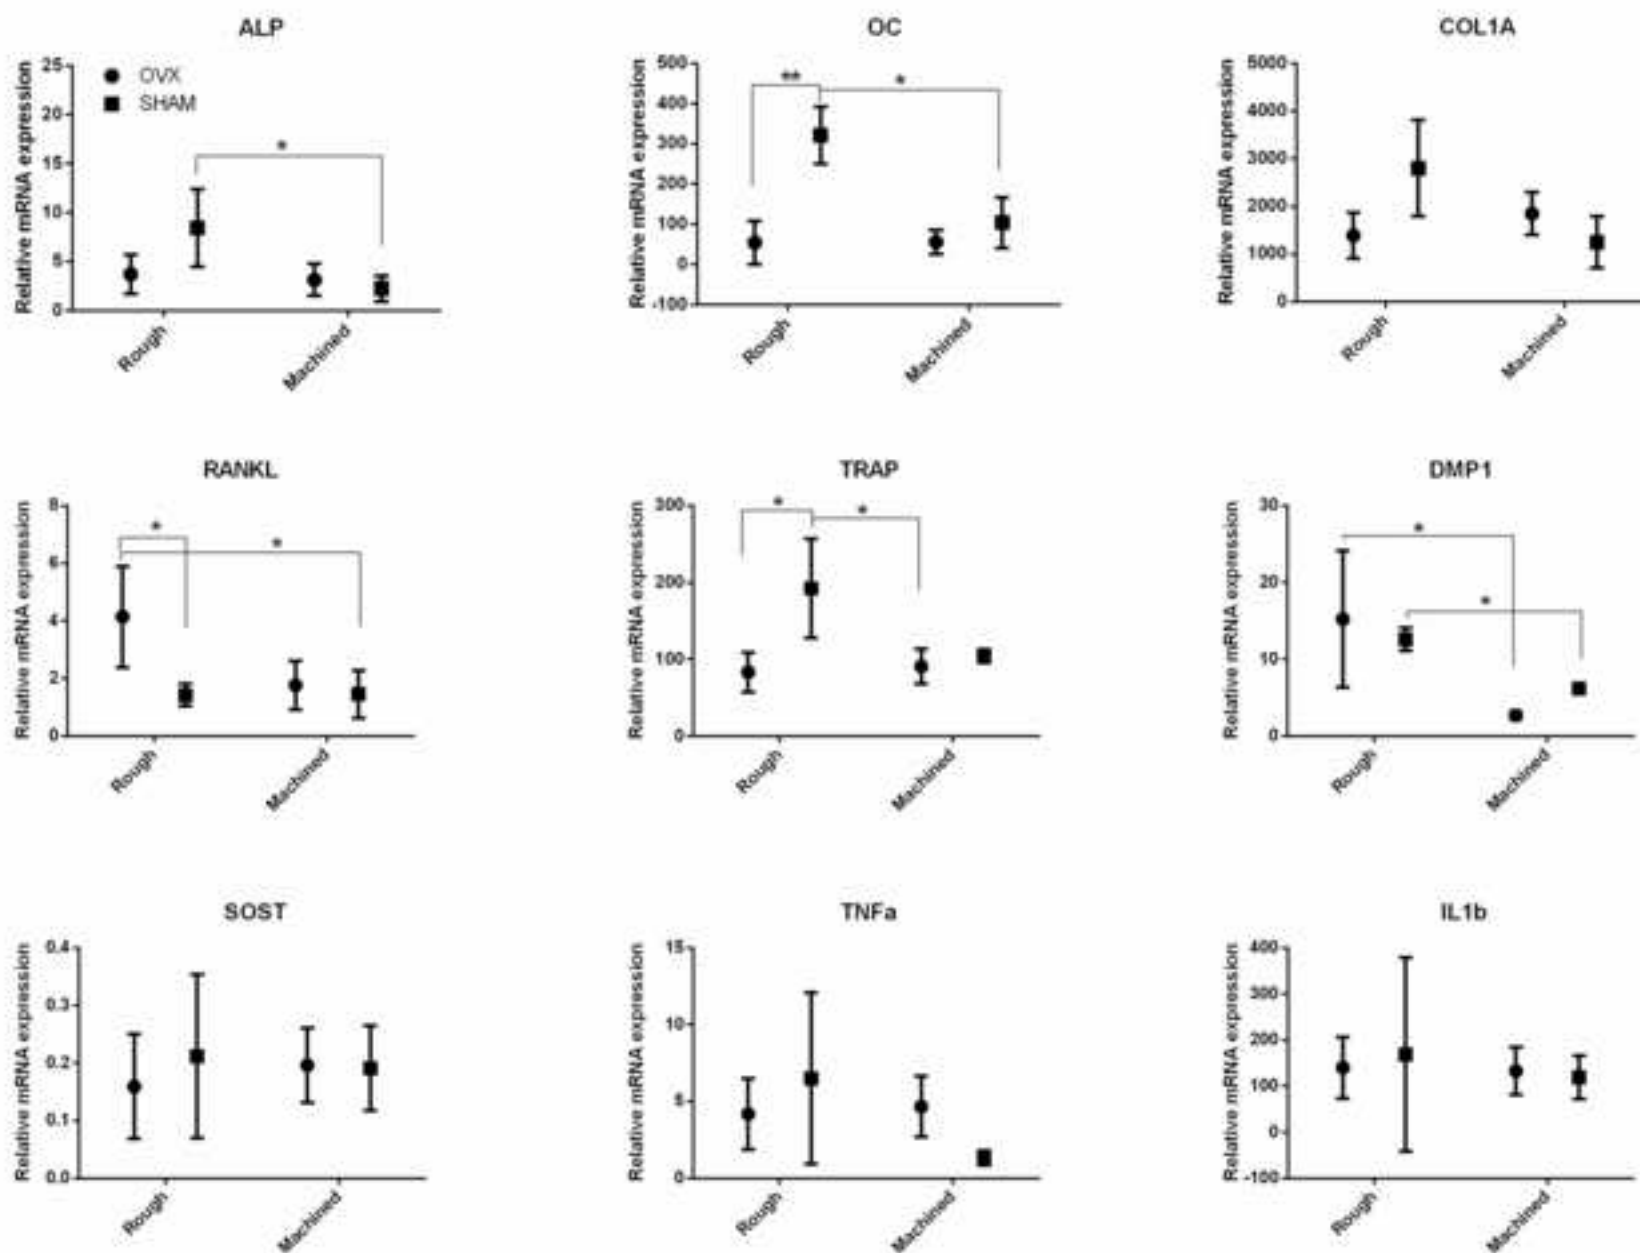 ALP
Relative mRNA expression
25
20
15
10
5
0
OVX
SHAM
*
Rough
Machined
OC
Relative mRNA expression
500
400
300
200
100
0
-100
**
*
Rough
Machined
COL1A
Relative mRNA expression
5000
4000
3000
2000
1000
0
Rough
Machined
RANKL
Relative mRNA expression
8
6
4
2
0
*
*
Rough
Machined
TRAP
Relative mRNA expression
300
200
100
0
*
*
Rough
Machined
DMP1
Relative mRNA expression
30
20
10
0
*
*
Rough
Machined
SOST
Relative mRNA expression
0.4
0.3
0.2
0.1
0.0
Rough
Machined
TNFa
Relative mRNA expression
15
10
5
0
Rough
Machined
IL1b
Relative mRNA expression
400
300
200
100
0
-100
Rough
Machined